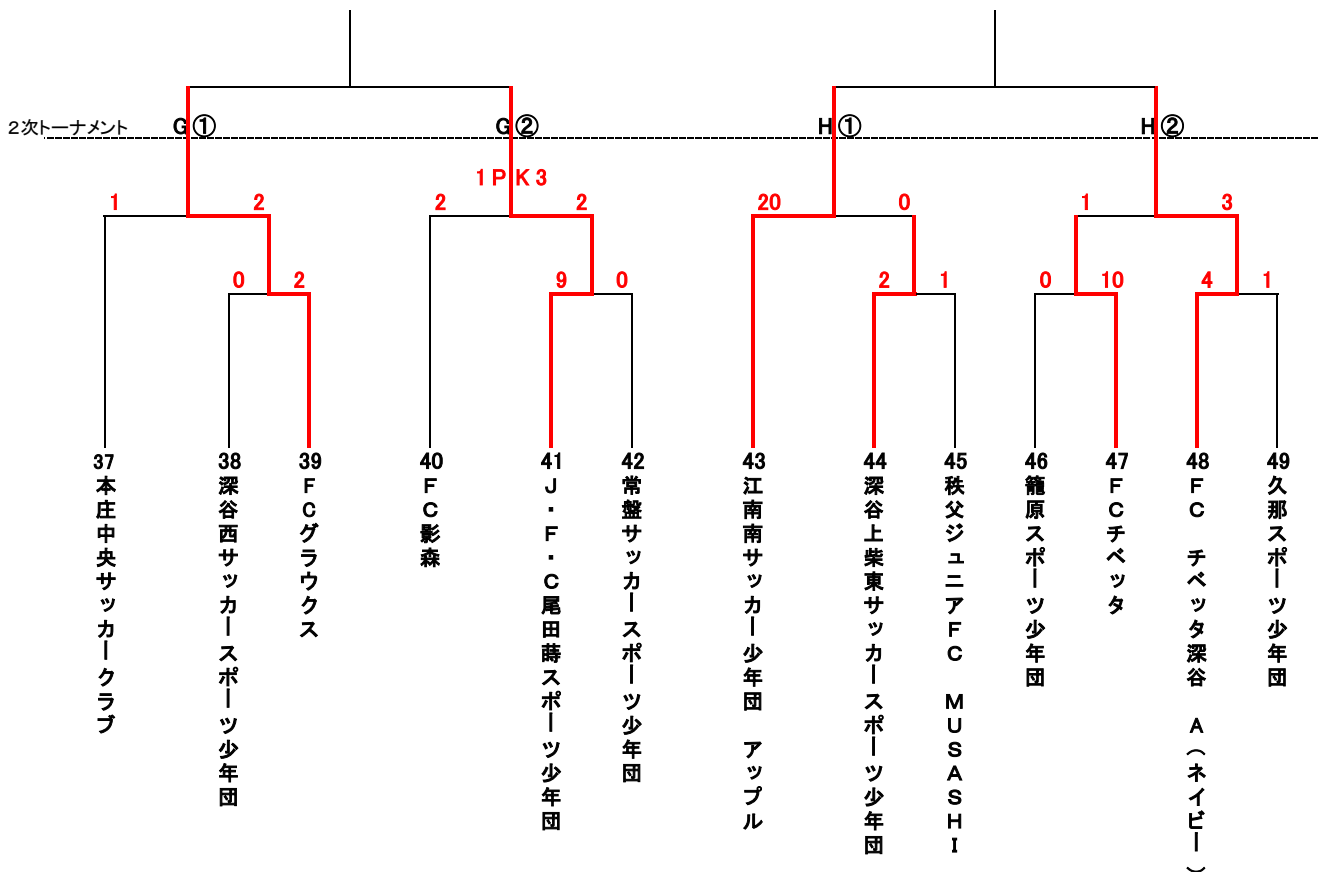 2次トーナメント
G①
G②
H①
H②
1PK3
1
2
2
2
20
0
1
3
0
2
9
0
2
1
0
10
4
1
37
38
39
40
41
42
43
44
45
46
47
48
49
本庄中央サッカークラブ
深谷西サッカースポーツ少年団
FCグラウクス
FC影森
J・F・C尾田蒔スポーツ少年団
常盤サッカースポーツ少年団
江南南サッカー少年団 アップル
深谷上柴東サッカースポーツ少年団
秩父ジュニアFC MUSASHI
籠原スポーツ少年団
FCチベッタ
FC チベッタ深谷 A(ネイビー)
久那スポーツ少年団